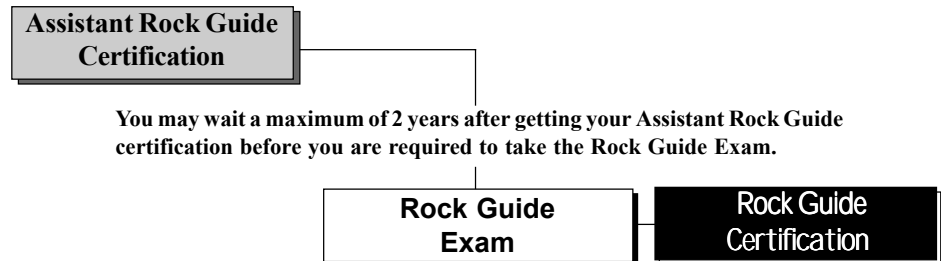 Assistant Rock Guide
Certification
You may wait a maximum of 2 years after getting your Assistant Rock Guide
certification before you are required to take the Rock Guide Exam.
Rock Guide
Exam
Rock Guide
Certification